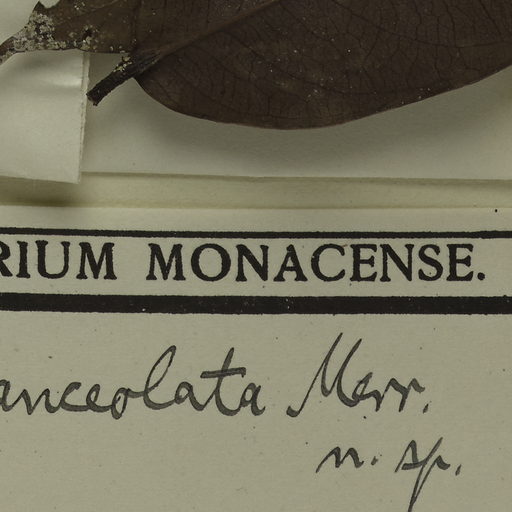 RIUM MONACENSE.
anceolata Merr.
n. sp.